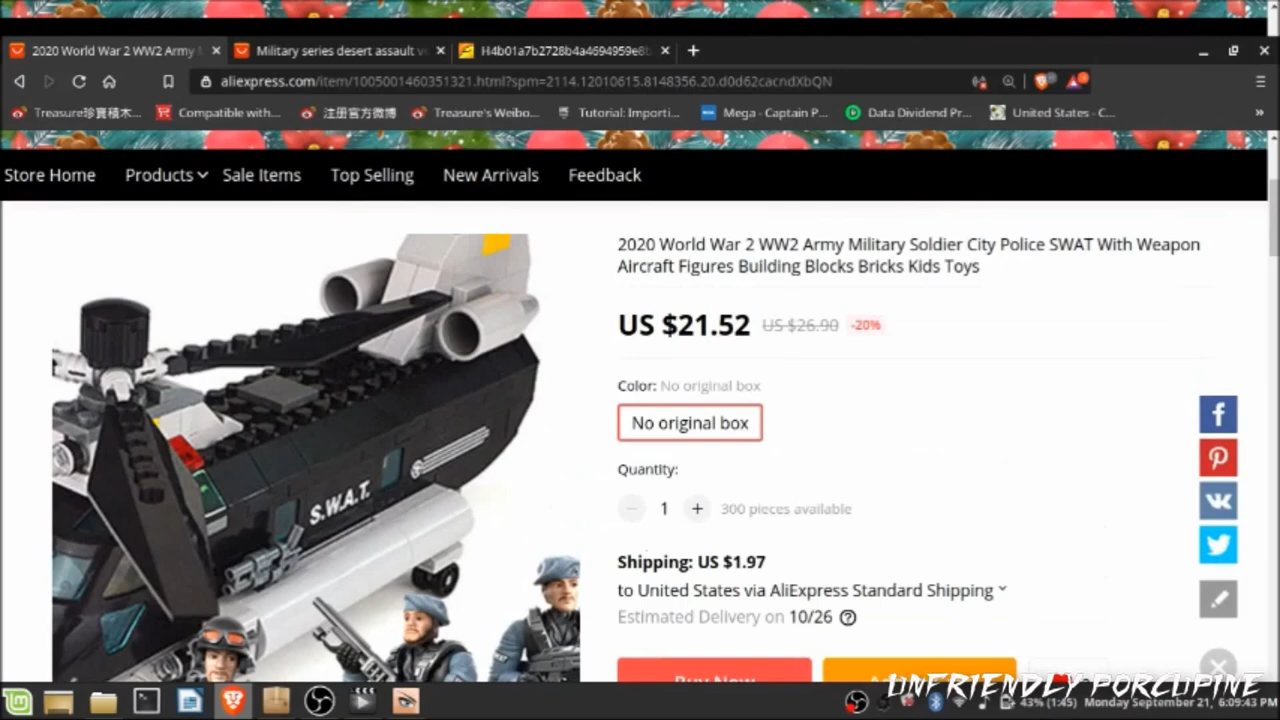 2020 World War 2 WW2 Army M
Military series desert assault ve
H4b01a7b2728b4a4694959e8b
aliexpress.com/item/1005001460351321.html?spm=2114.12010615.8148356.20.d0d62cacndXbQN
Treasure珍寶積木...
Compatible with...
注册官方微博
Treasure's Weibo...
Tutorial: Importi...
Mega - Captain P...
Data Dividend Pr...
United States - C...
Store Home
Products
Sale Items
Top Selling
New Arrivals
Feedback
2020 World War 2 WW2 Army Military Soldier City Police SWAT With Weapon
Aircraft Figures Building Blocks Bricks Kids Toys
US $21.52 US $26.90 -20%
Color: No original box
No original box
Quantity:
1
300 pieces available
S.W.A.T.
Shipping: US $1.97
to United States via AliExpress Standard Shipping
Estimated Delivery on 10/26
Buy Now
UNFRIENDLY PORCUPINE
43% (1:45) Monday September 21, 6:09:43 PM